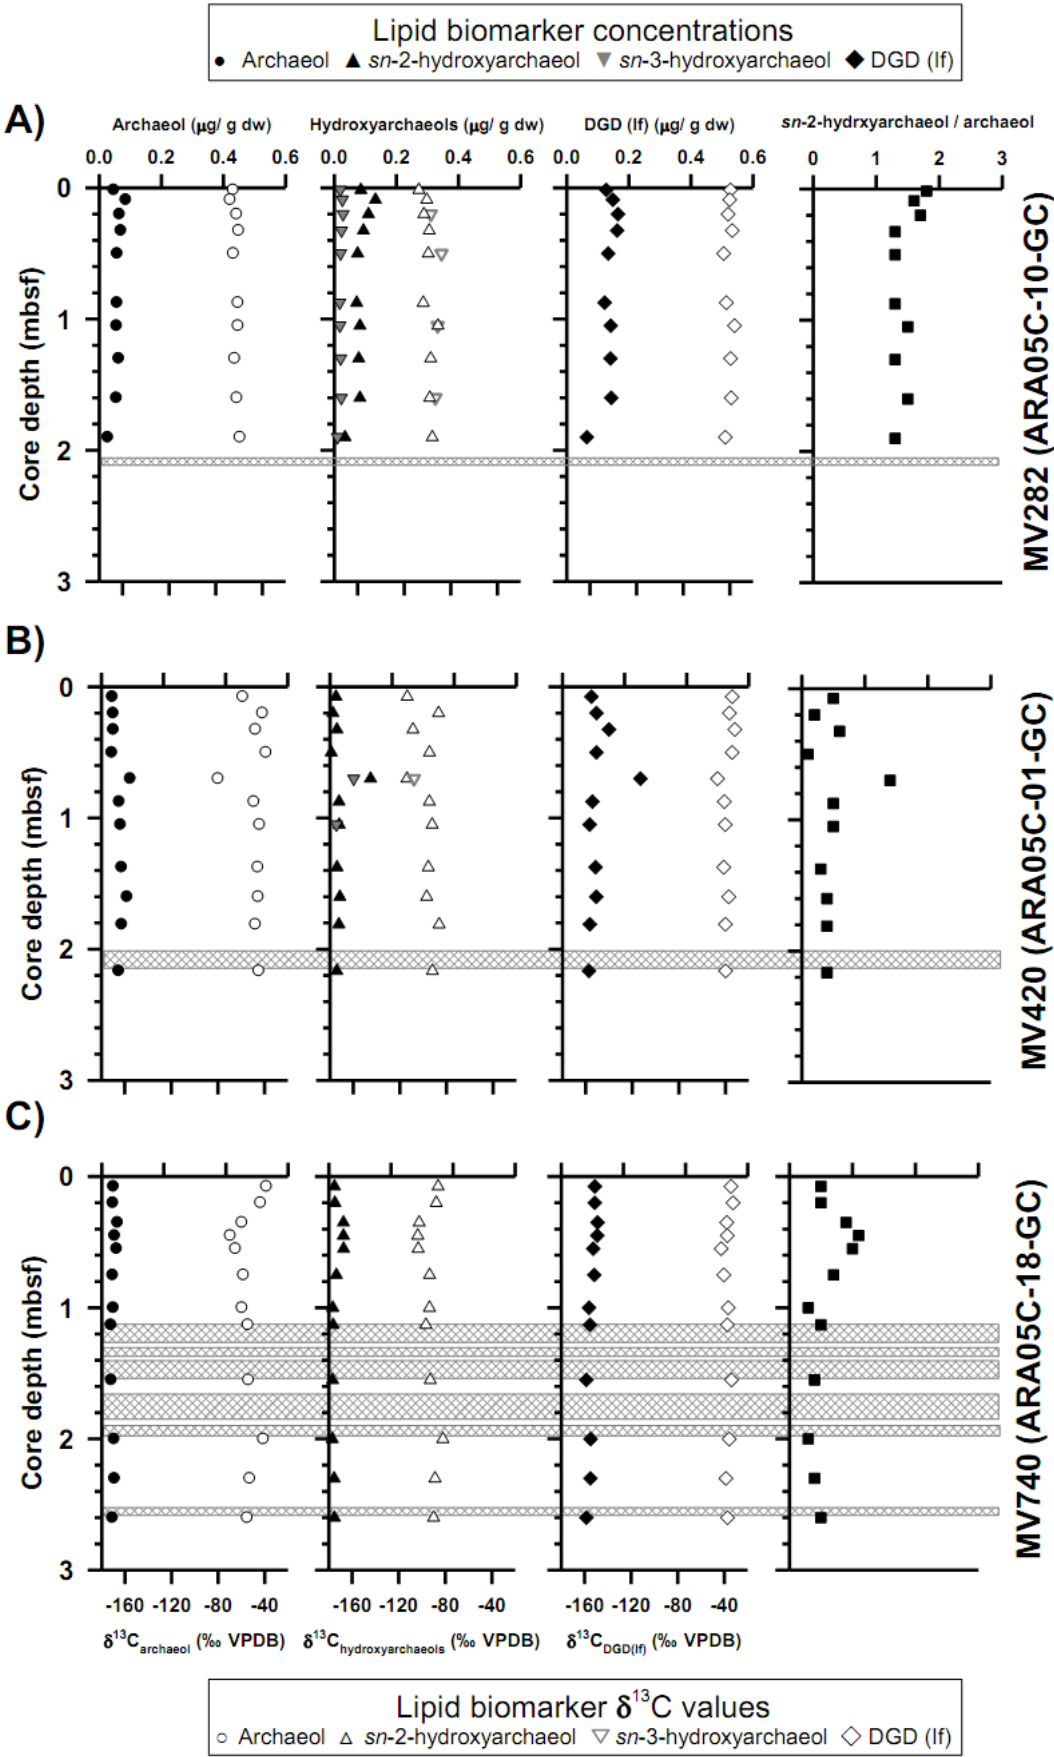 Lipid biomarker concentrations
● Archaeol ▲ sn-2-hydroxyarchaeol ▼ sn-3-hydroxyarchaeol ◆ DGD (If)
A)
Archaeol (µg/ g dw) Hydroxyarchaeols (µg/ g dw) DGD (If) (µg/ g dw) sn-2-hydrxyarchaeol / archaeol
0.0 0.2 0.4 0.6 0.0 0.2 0.4 0.6 0.0 0.2 0.4 0.6 0 1 2 3
0
1
2
3
Core depth (mbsf)
MV282 (ARA05C-10-GC)
B)
0
1
2
3
Core depth (mbsf)
MV420 (ARA05C-01-GC)
C)
0
1
2
3
Core depth (mbsf)
MV740 (ARA05C-18-GC)
-160 -120 -80 -40 -160 -120 -80 -40 -160 -120 -80 -40
δ13Carchaeol (‰ VPDB) δ13Chydroxyarchaeols (‰ VPDB) δ13CDGD(If) (‰ VPDB)
Lipid biomarker δ13C values
○ Archaeol △ sn-2-hydroxyarchaeol ▽ sn-3-hydroxyarchaeol ◇ DGD (If)